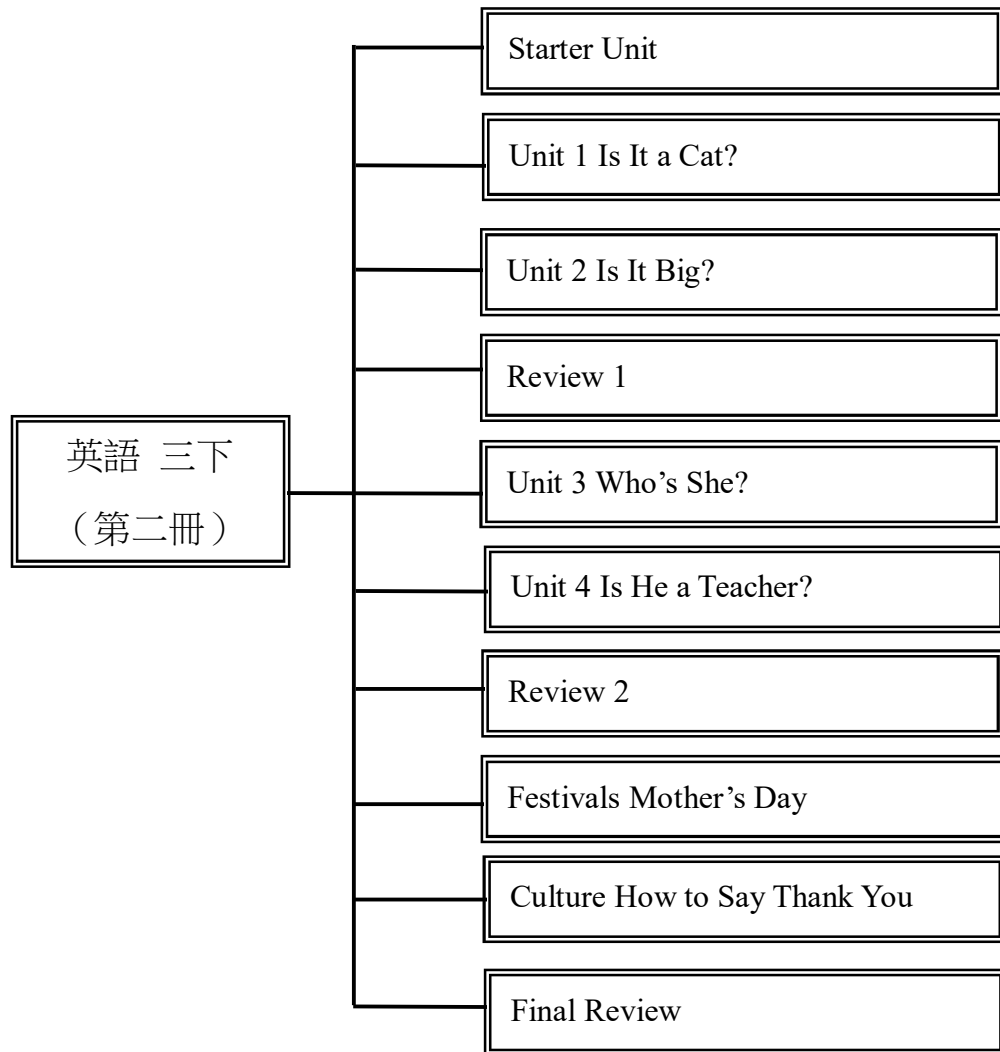 Starter Unit
Unit 1 Is It a Cat?
Unit 2 Is It Big?
Review 1
英語 三下
（第二冊）
Unit 3 Who’s She?
Unit 4 Is He a Teacher?
Review 2
Festivals Mother’s Day
Culture How to Say Thank You
Final Review